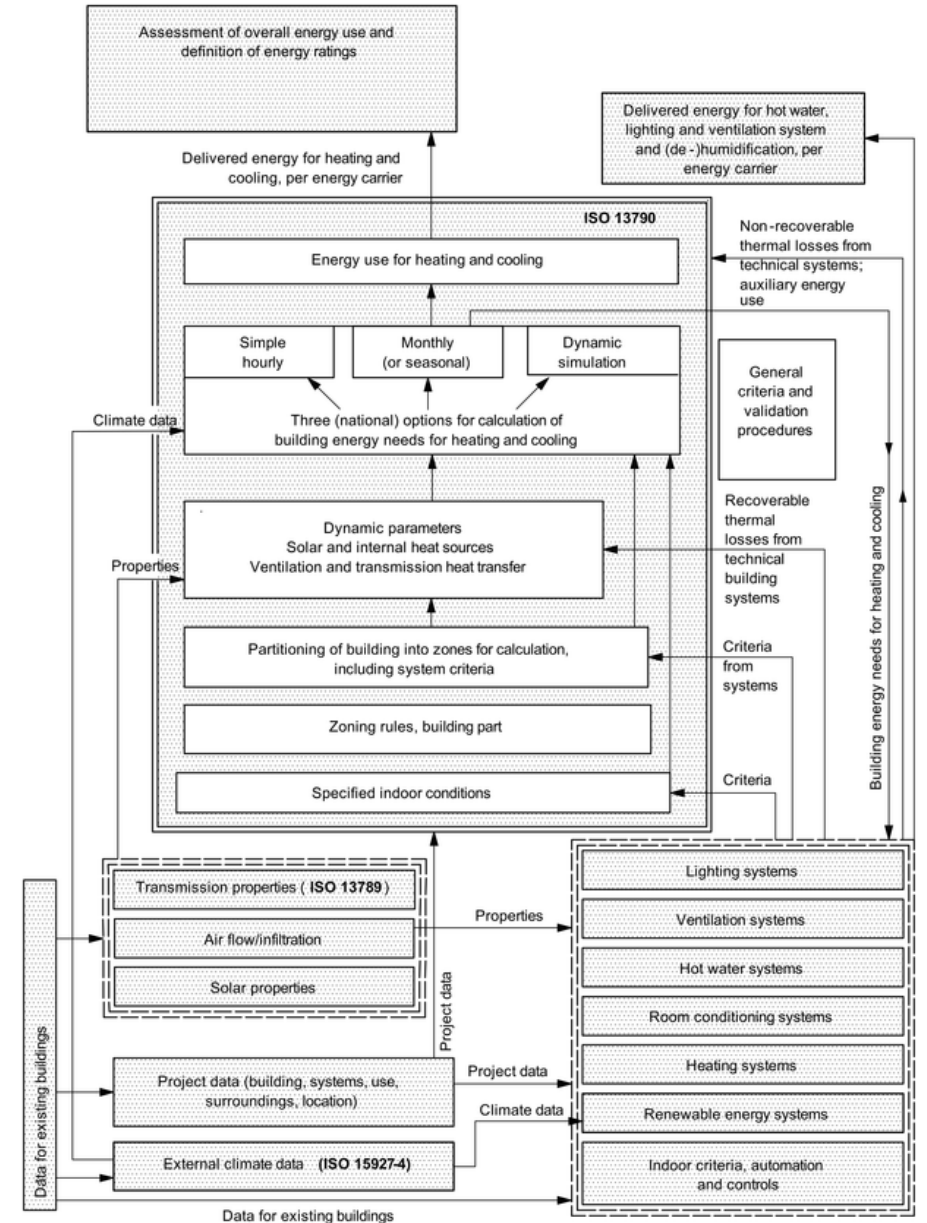 Assessment of overall energy use and
definition of energy ratings
Delivered energy for hot water,
lighting and ventilation system
and (de-)humidification, per
energy carrier
Delivered energy for heating and
cooling, per energy carrier
ISO 13790
Non-recoverable
thermal losses from
technical systems;
auxiliary energy
use
Energy use for heating and cooling
Simple
hourly
Monthly
(or seasonal)
Dynamic
simulation
General
criteria and
validation
procedures
Climate data
Three (national) options for calculation of
building energy needs for heating and cooling
Dynamic parameters
Solar and internal heat sources
Ventilation and transmission heat transfer
Recoverable
thermal
losses from
technical
building
systems
Building energy needs for heating and cooling
Properties
Partitioning of building into zones for calculation,
including system criteria
Criteria
from
systems
Zoning rules, building part
Specified indoor conditions
Criteria
Transmission properties ( ISO 13789 )
Air flow/infiltration
Solar properties
Properties
Lighting systems
Ventilation systems
Hot water systems
Room conditioning systems
Heating systems
Renewable energy systems
Indoor criteria, automation
and controls
Project data
Data for existing buildings
Project data (building, systems, use,
surroundings, location)
Project data
Climate data
External climate data (ISO 15927-4)
Data for existing buildings